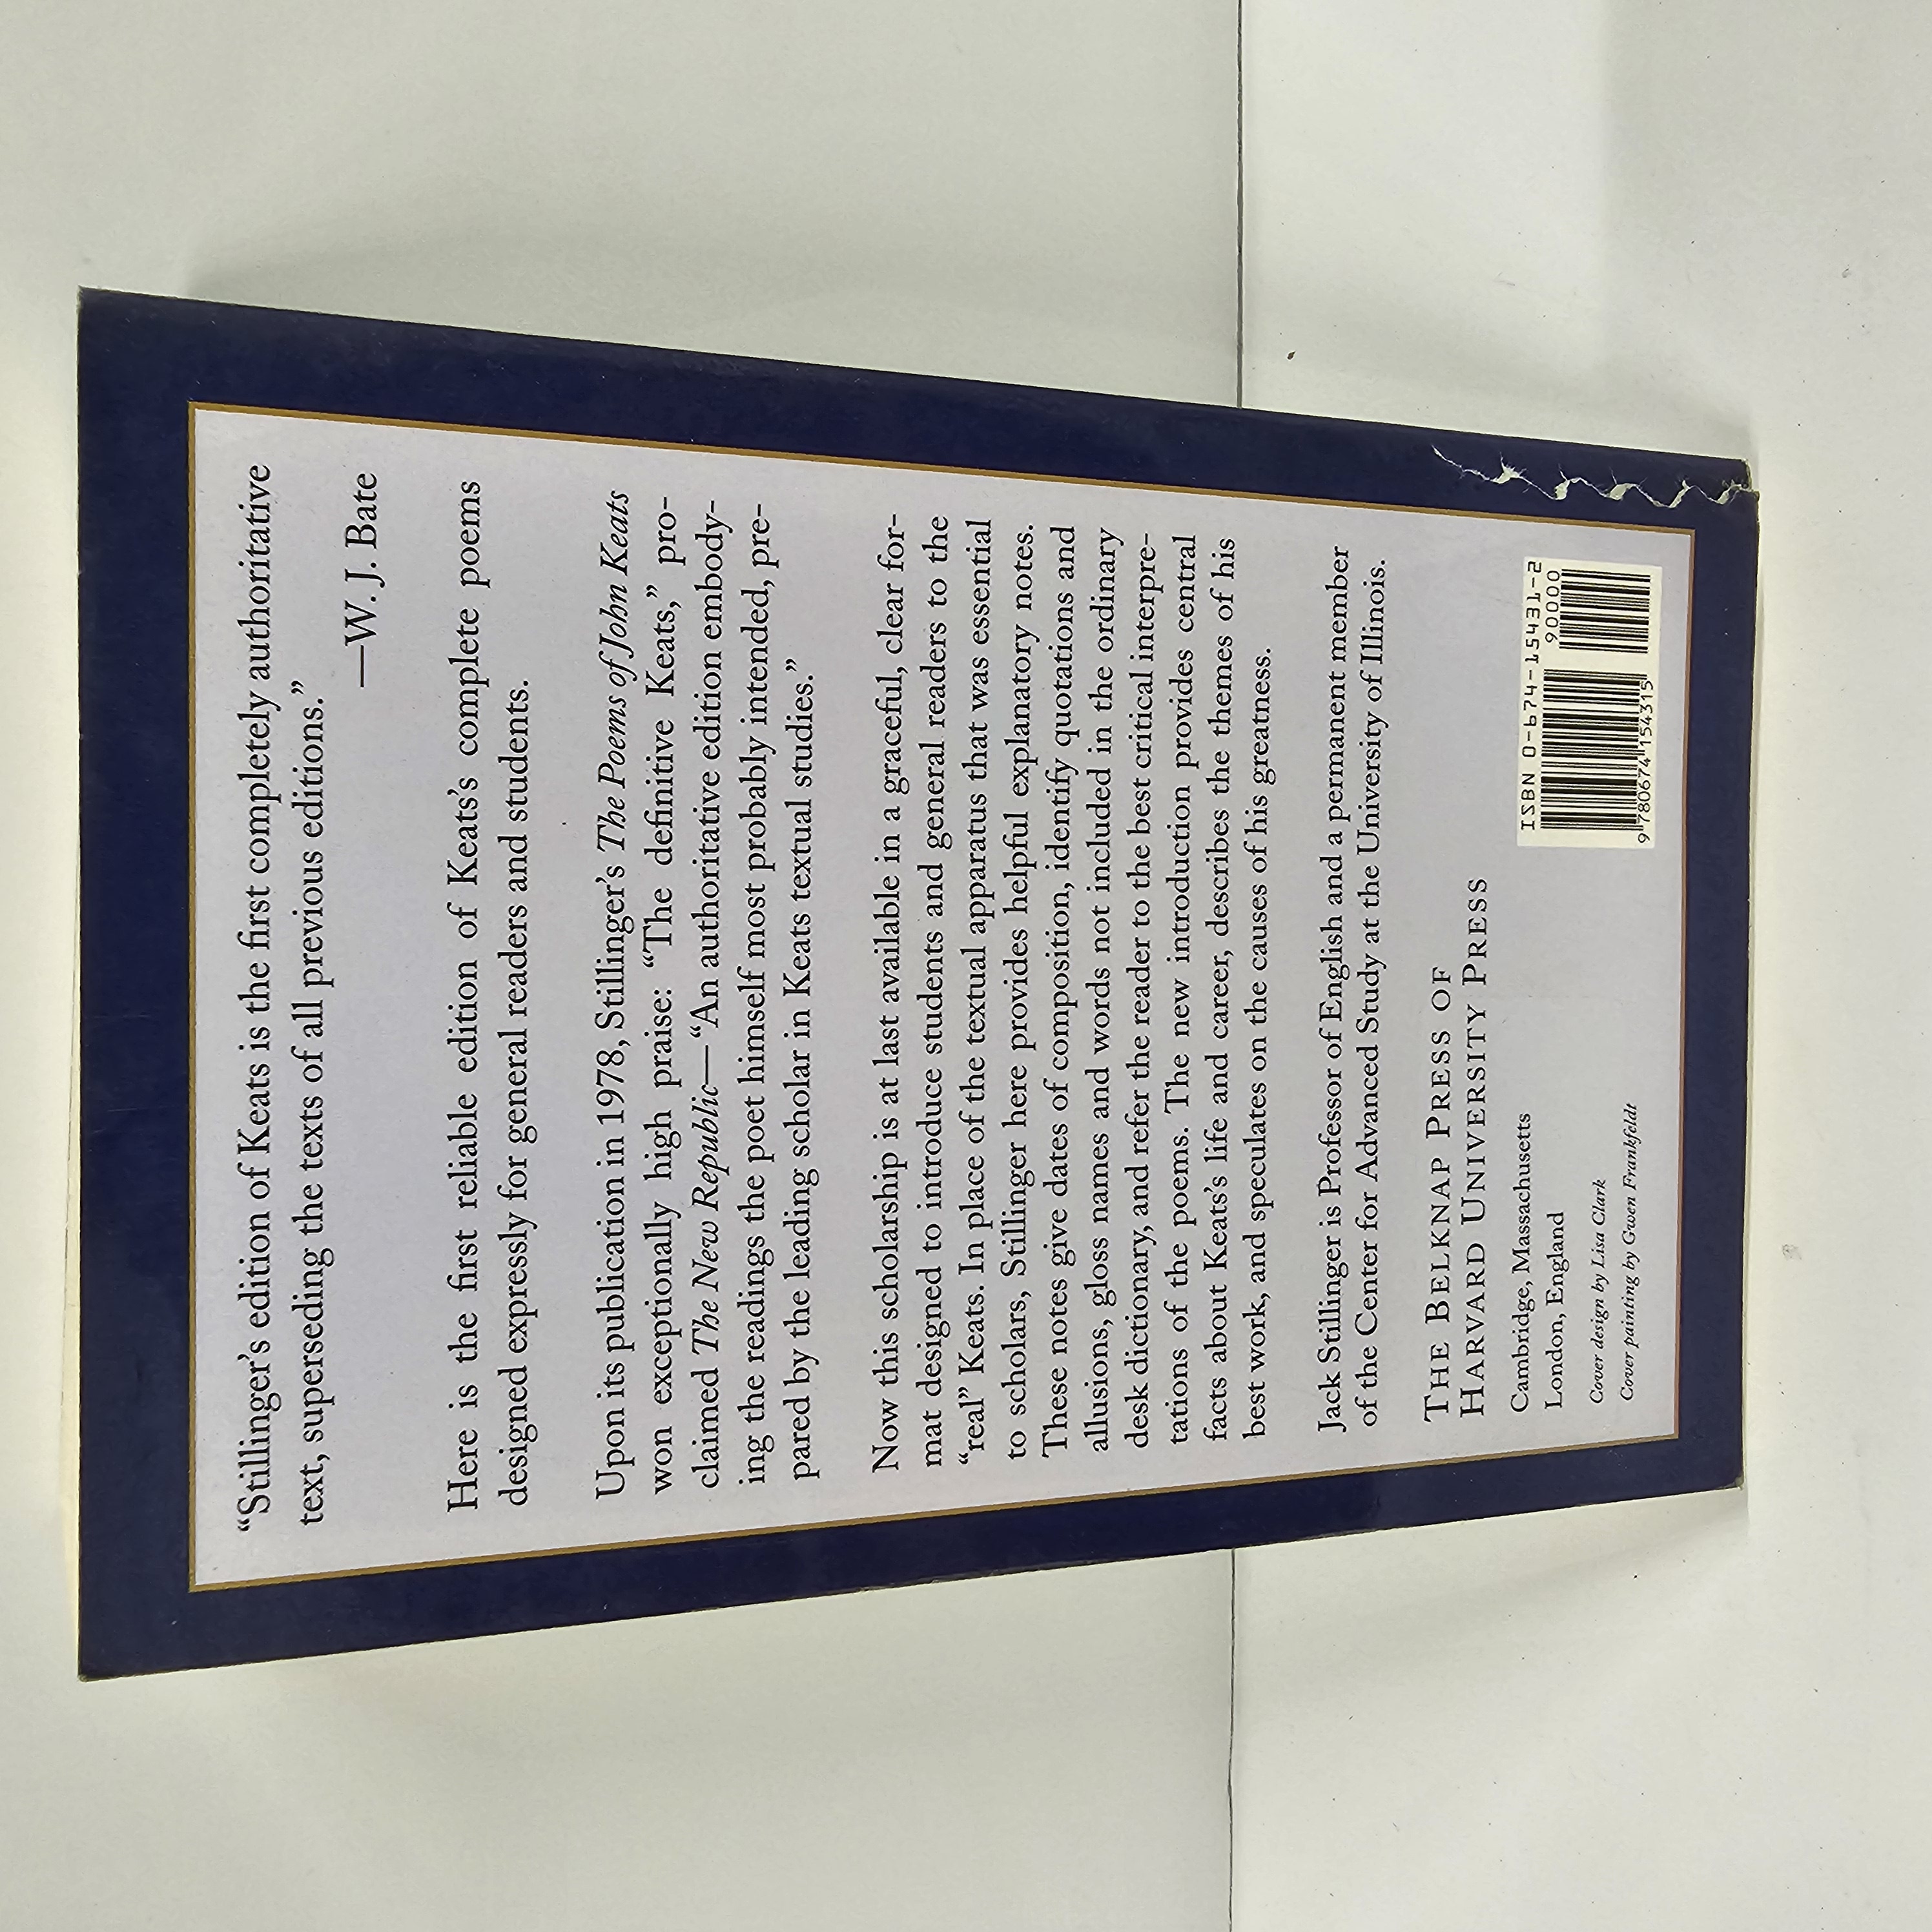 “Stillinger’s edition of Keats is the first completely authoritative
text, superseding the texts of all previous editions.”
—W. J. Bate
Here is the first reliable edition of Keats’s complete poems
designed expressly for general readers and students.
Upon its publication in 1978, Stillinger’s The Poems of John Keats
won exceptionally high praise: “The definitive Keats,” pro-
claimed The New Republic—“An authoritative edition embody-
ing the readings the poet himself most probably intended, pre-
pared by the leading scholar in Keats textual studies.”
Now this scholarship is at last available in a graceful, clear for-
mat designed to introduce students and general readers to the
“real” Keats. In place of the textual apparatus that was essential
to scholars, Stillinger here provides helpful explanatory notes.
These notes give dates of composition, identify quotations and
allusions, gloss names and words not included in the ordinary
desk dictionary, and refer the reader to the best critical interpre-
tations of the poems. The new introduction provides central
facts about Keats’s life and career, describes the themes of his
best work, and speculates on the causes of his greatness.
Jack Stillinger is Professor of English and a permanent member
of the Center for Advanced Study at the University of Illinois.
THE BELKNAP PRESS OF
HARVARD UNIVERSITY PRESS
Cambridge, Massachusetts
London, England
Cover design by Lisa Clark
Cover painting by Gwen Frankfeldt
ISBN 0-674-15431-2
90000
9 780674 154315